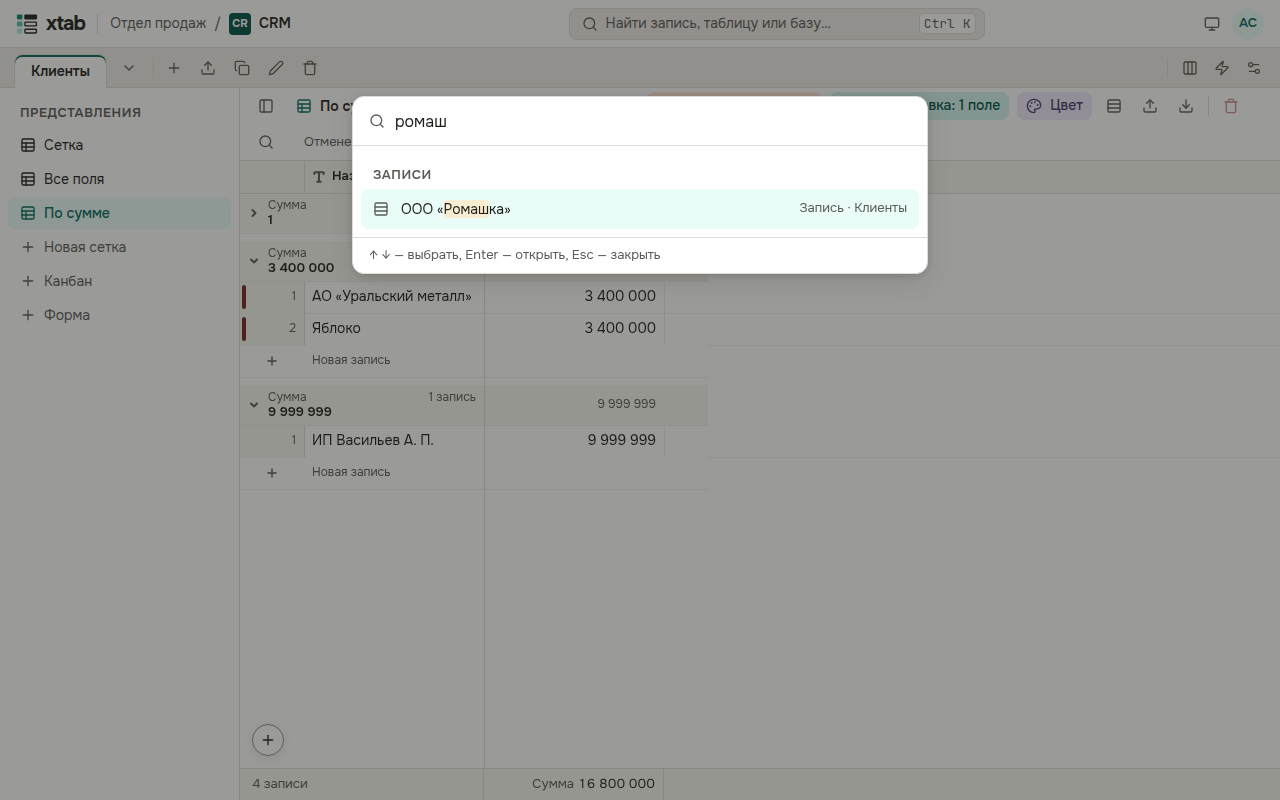 xtab
Отдел продаж / CR CRM
Найти запись, таблицу или базу...
Ctrl K
АС
Клиенты
ПРЕДСТАВЛЕНИЯ
Сетка
Все поля
По сумме
Новая сетка
Канбан
Форма
По с
вка: 1 поле
Цвет
Отмене
ромаш
ЗАПИСИ
ООО «Ромашка»
Запись · Клиенты
↑ ↓ — выбрать, Enter — открыть, Esc — закрыть
Наз
Сумма
1
Сумма
3 400 000
1 АО «Уральский металл» 3 400 000
2 Яблоко 3 400 000
Новая запись
Сумма 1 запись
9 999 999 9 999 999
1 ИП Васильев А. П. 9 999 999
Новая запись
4 записи
Сумма 16 800 000